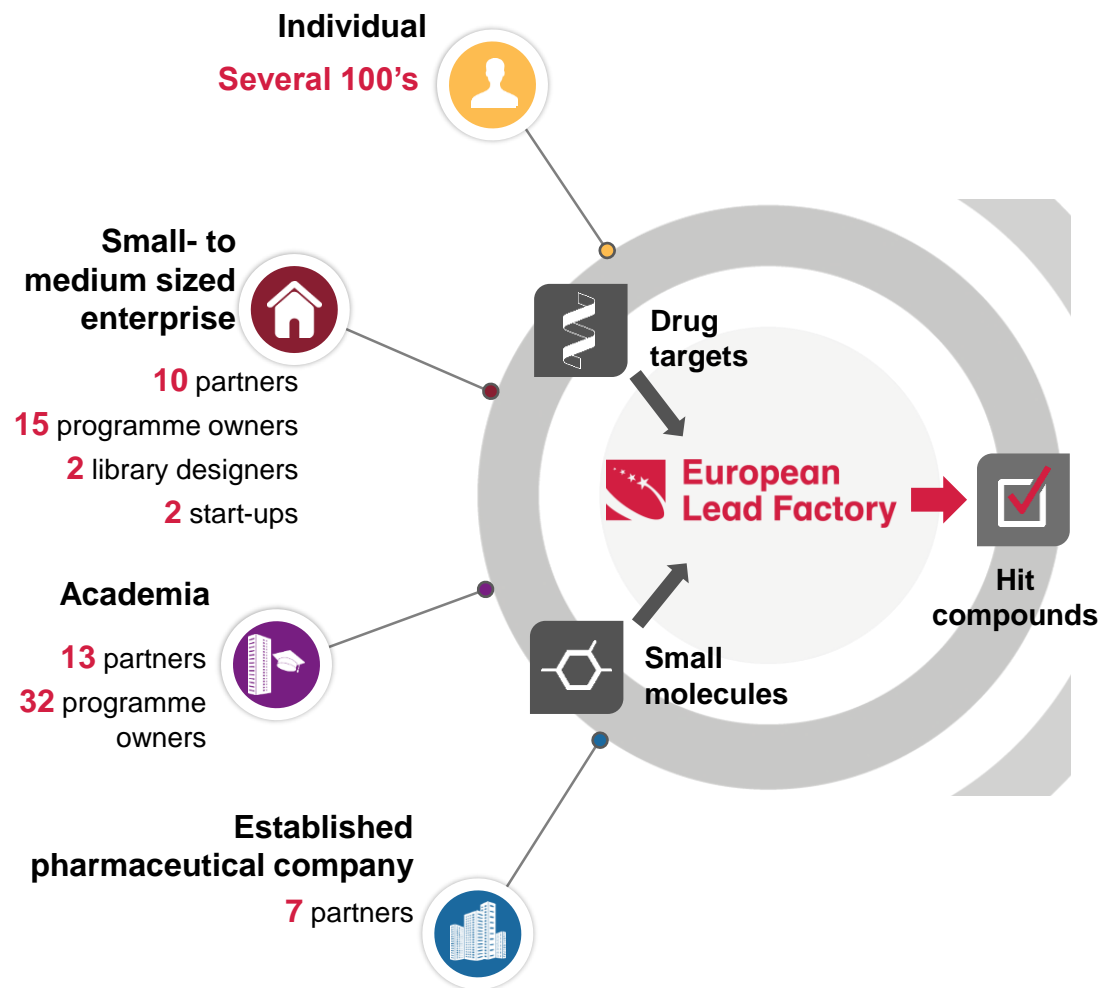 Individual
Several 100's
Small- to
medium sized
enterprise
10 partners
15 programme owners
2 library designers
2 start-ups
Academia
13 partners
32 programme
owners
Established
pharmaceutical company
7 partners
Drug
targets
European
Lead Factory
Small
molecules
Hit
compounds